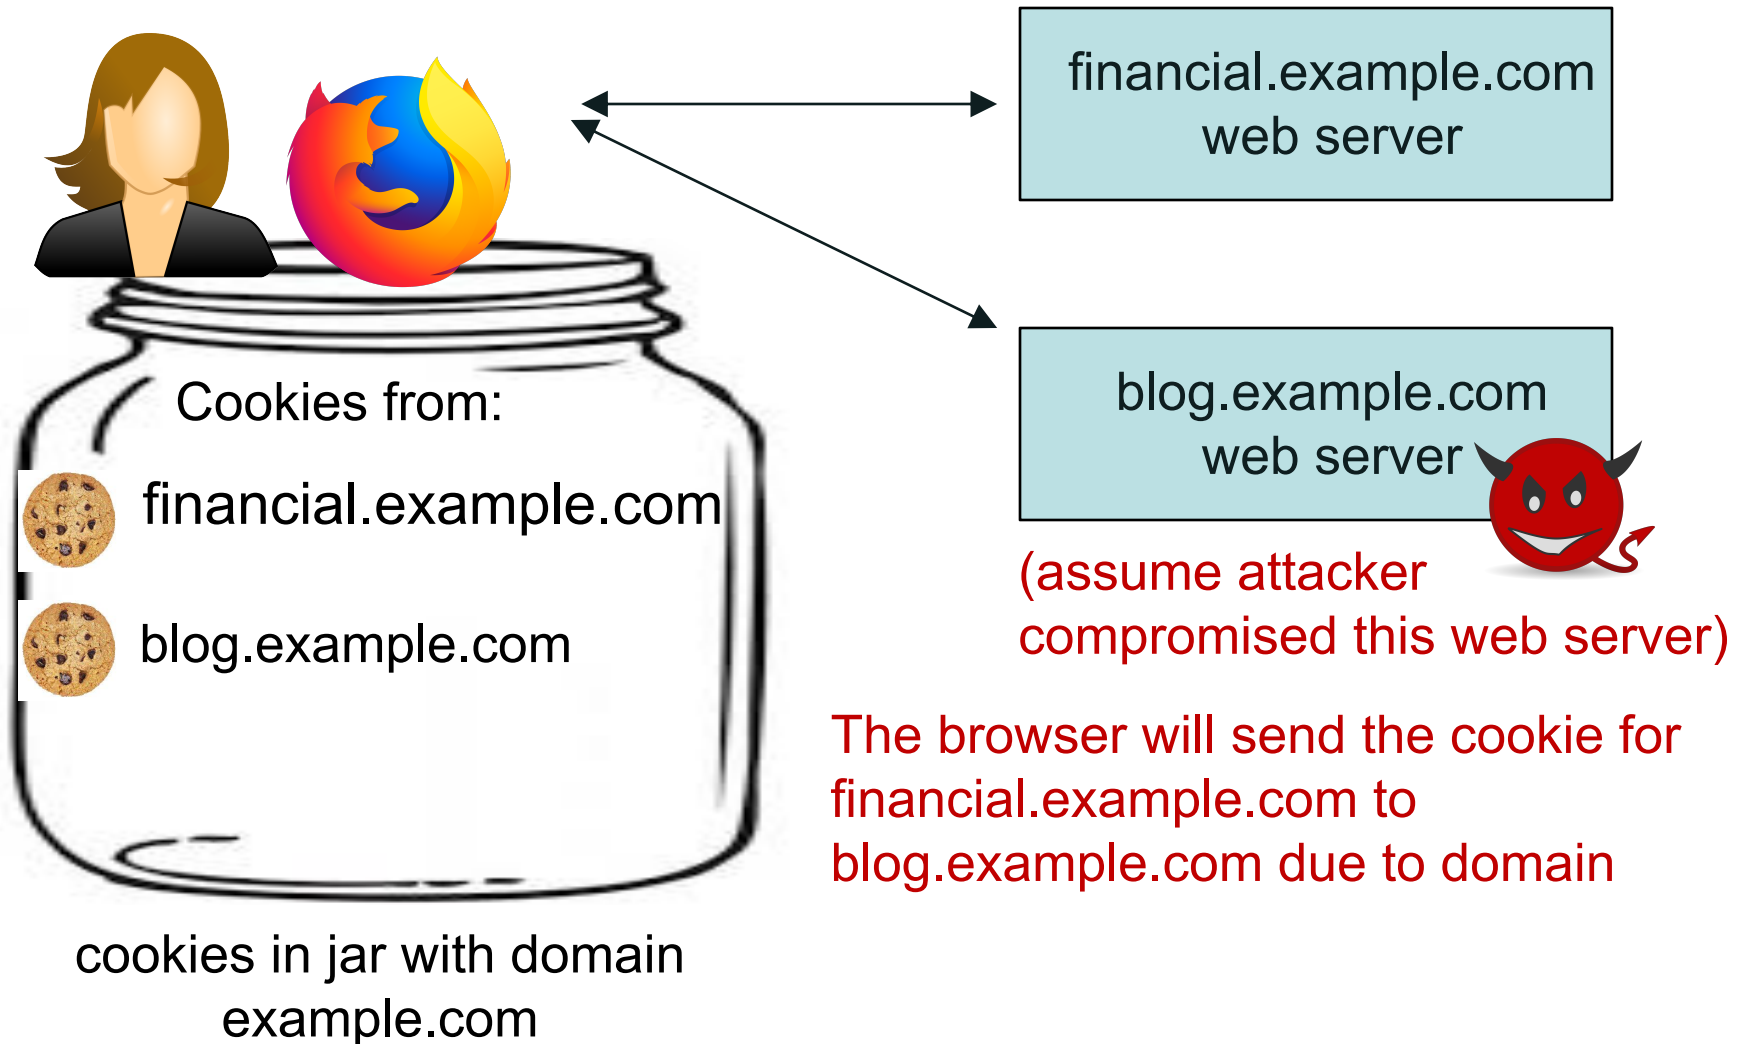 financial.example.com
web server
blog.example.com
web server
(assume attacker
compromised this web server)
Cookies from:
financial.example.com
blog.example.com
The browser will send the cookie for
financial.example.com to
blog.example.com due to domain
cookies in jar with domain
example.com